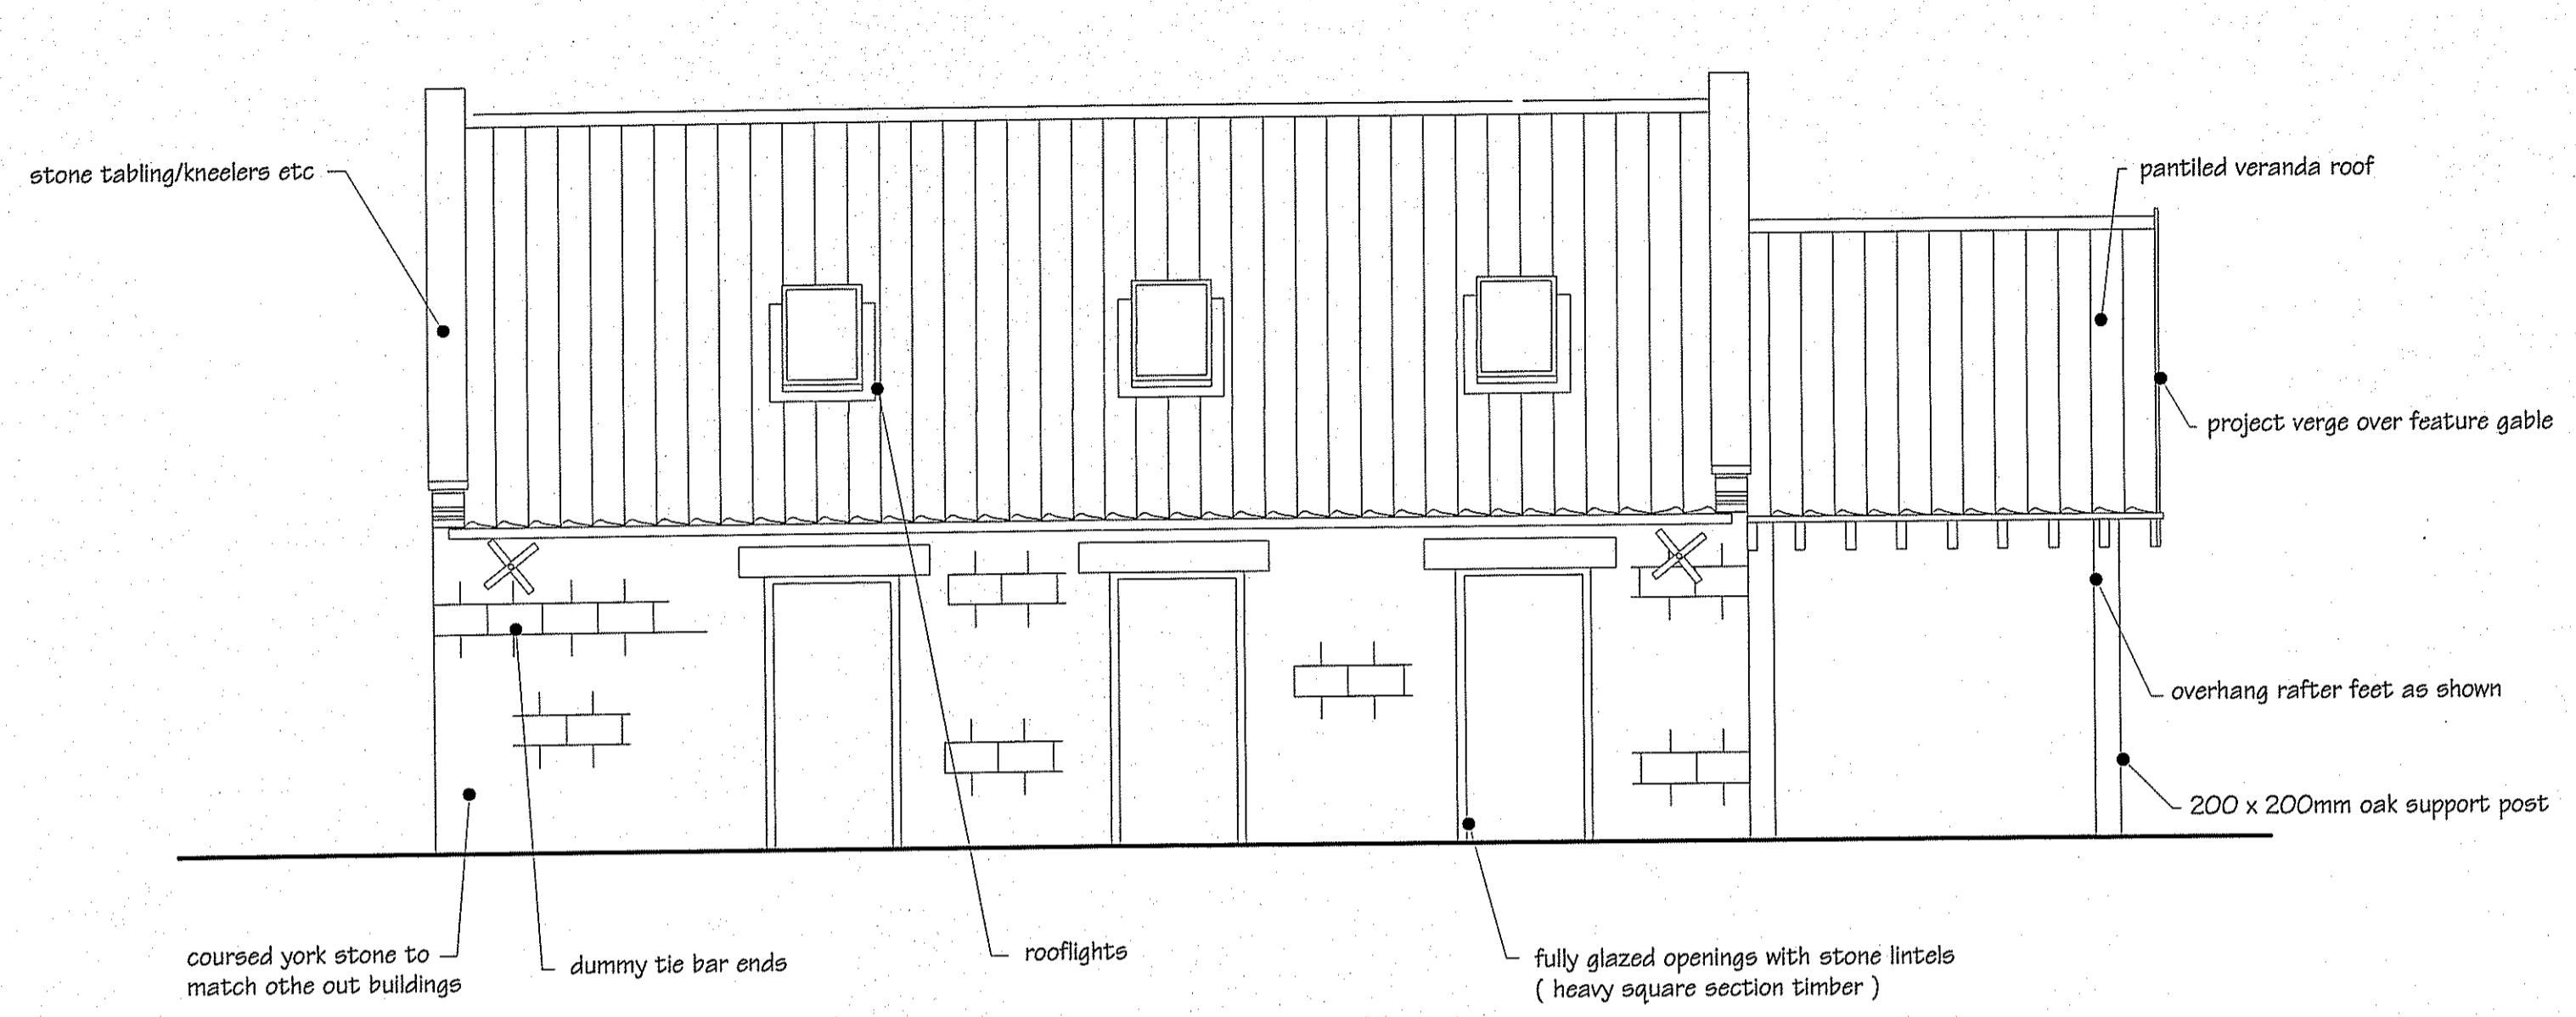 stone tabling/kneelers etc
pantiled veranda roof
project verge over feature gable
overhang rafter feet as shown
200 x 200mm oak support post
coursed york stone to
match othe out buildings
dummy tie bar ends
rooflights
fully glazed openings with stone lintels
( heavy square section timber )